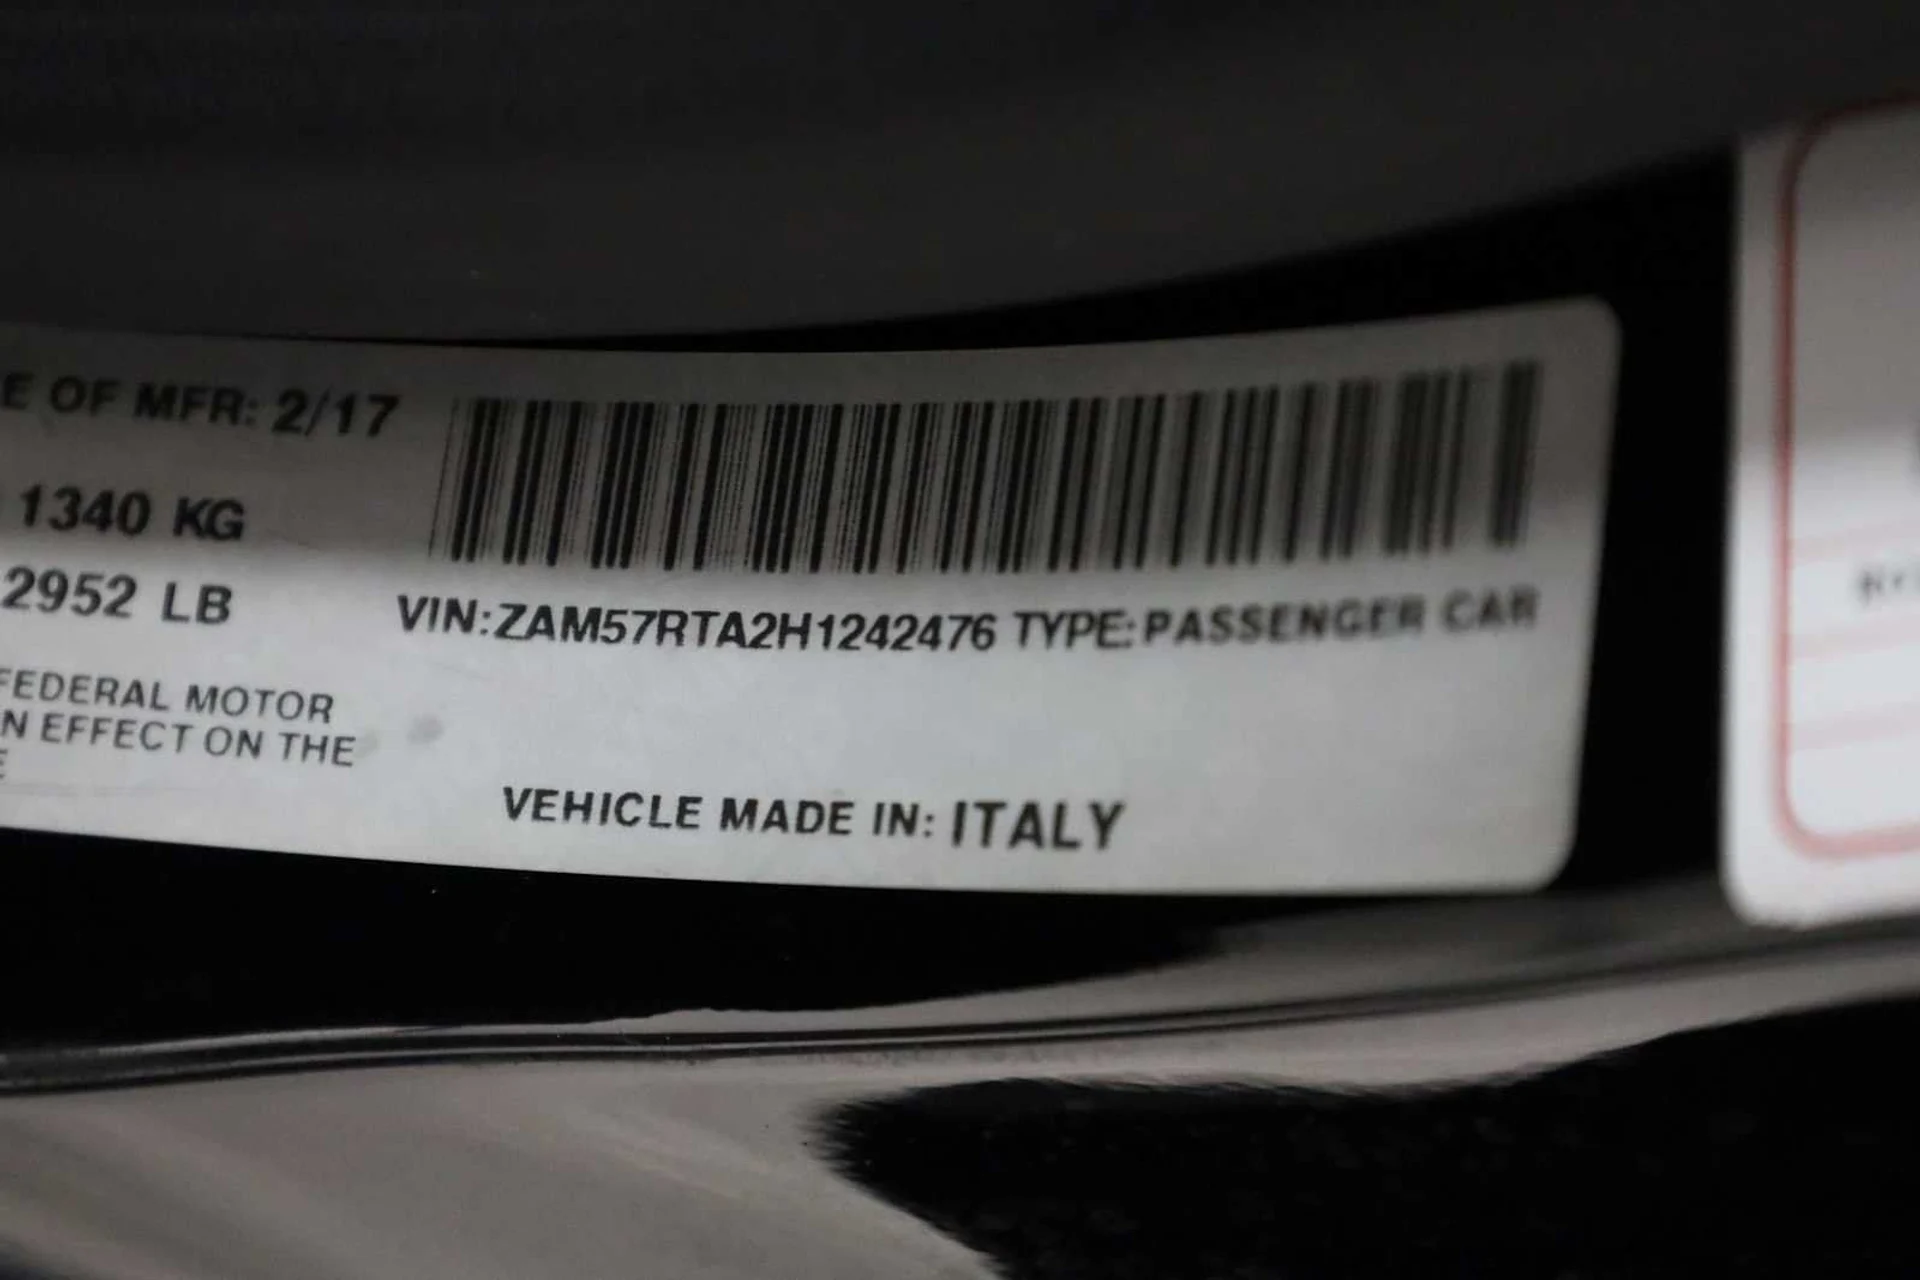 E OF MFR: 2/17
1340 KG
2952 LB
VIN:ZAM57RTA2H1242476 TYPE:PASSENGER CAR
FEDERAL MOTOR
N EFFECT ON THE
E
VEHICLE MADE IN: ITALY